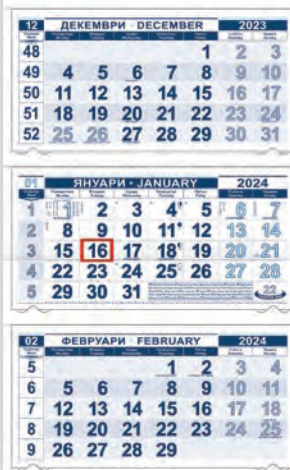 12 ДЕКЕМВРИ · DECEMBER 2023
48 1 2 3
49 4 5 6 7 8 9 10
50 11 12 13 14 15 16 17
51 18 19 20 21 22 23 24
52 25 26 27 28 29 30 31
01 ЯНУАРИ · JANUARY 2024
1 1 2 3 4 5 6 7
2 8 9 10 11 12 13 14
3 15 16 17 18 19 20 21
4 22 23 24 25 26 27 28
5 29 30 31 22
02 ФЕВРУАРИ · FEBRUARY 2024
5 1 2 3 4
6 5 6 7 8 9 10 11
7 12 13 14 15 16 17 18
8 19 20 21 22 23 24 25
9 26 27 28 29